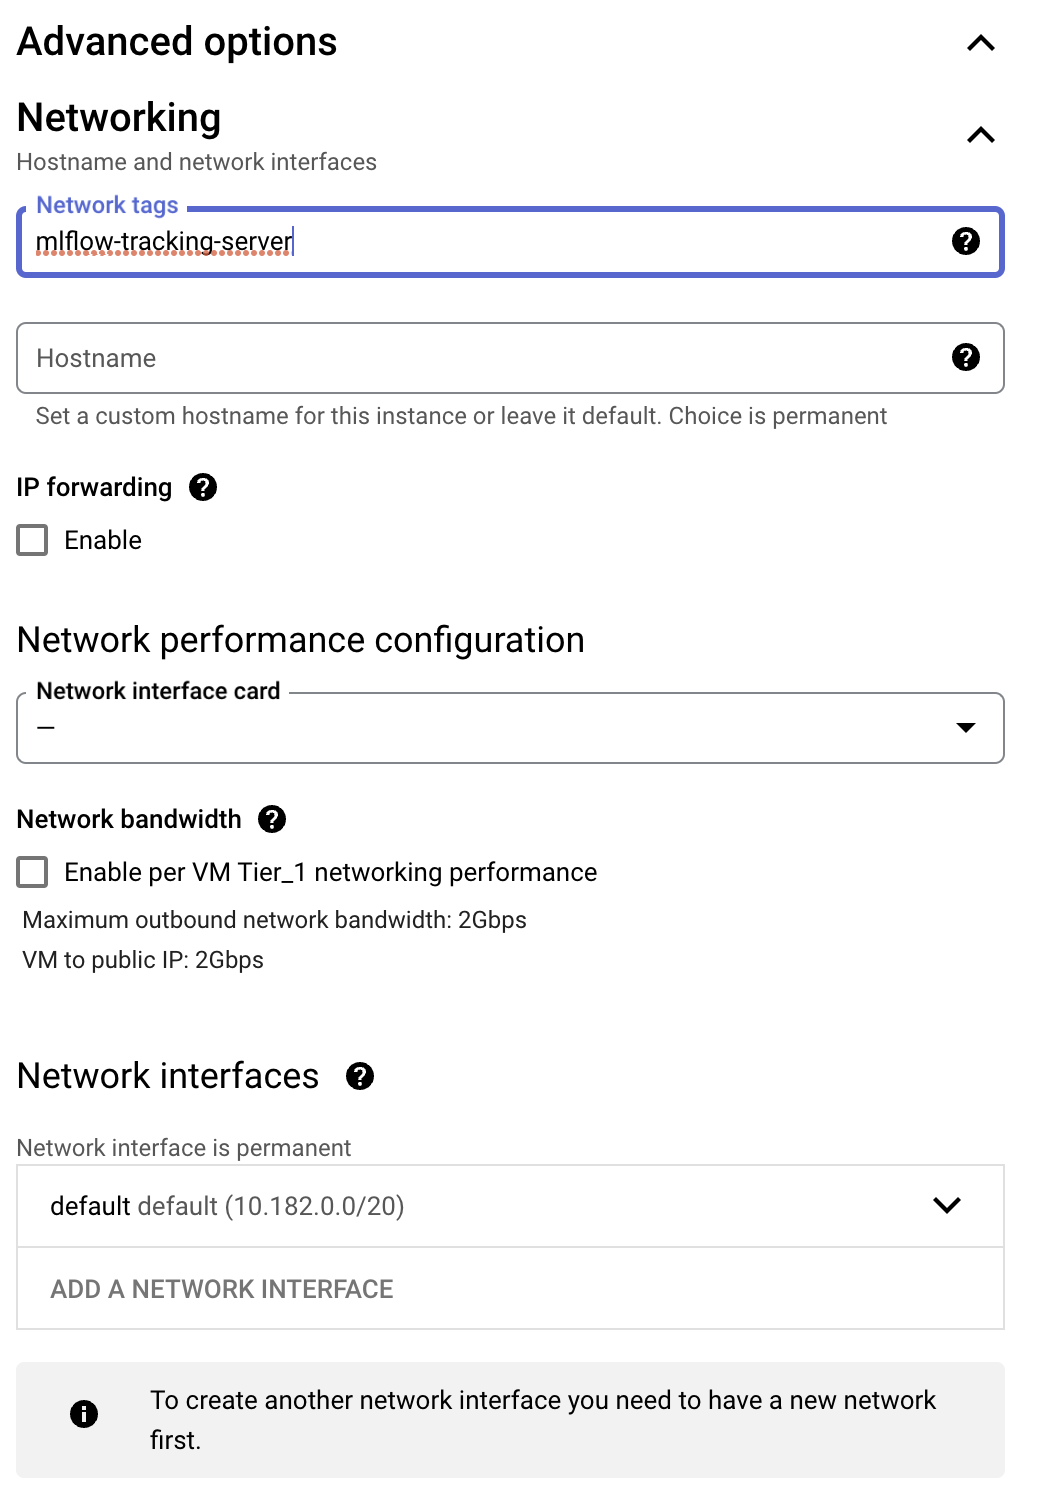 Advanced options
Networking
Hostname and network interfaces
Network tags
mlflow-tracking-server
Hostname
Set a custom hostname for this instance or leave it default. Choice is permanent
IP forwarding
Enable
Network performance configuration
Network interface card
—
Network bandwidth
Enable per VM Tier_1 networking performance
Maximum outbound network bandwidth: 2Gbps
VM to public IP: 2Gbps
Network interfaces
Network interface is permanent
default default (10.182.0.0/20)
ADD A NETWORK INTERFACE
To create another network interface you need to have a new network
first.